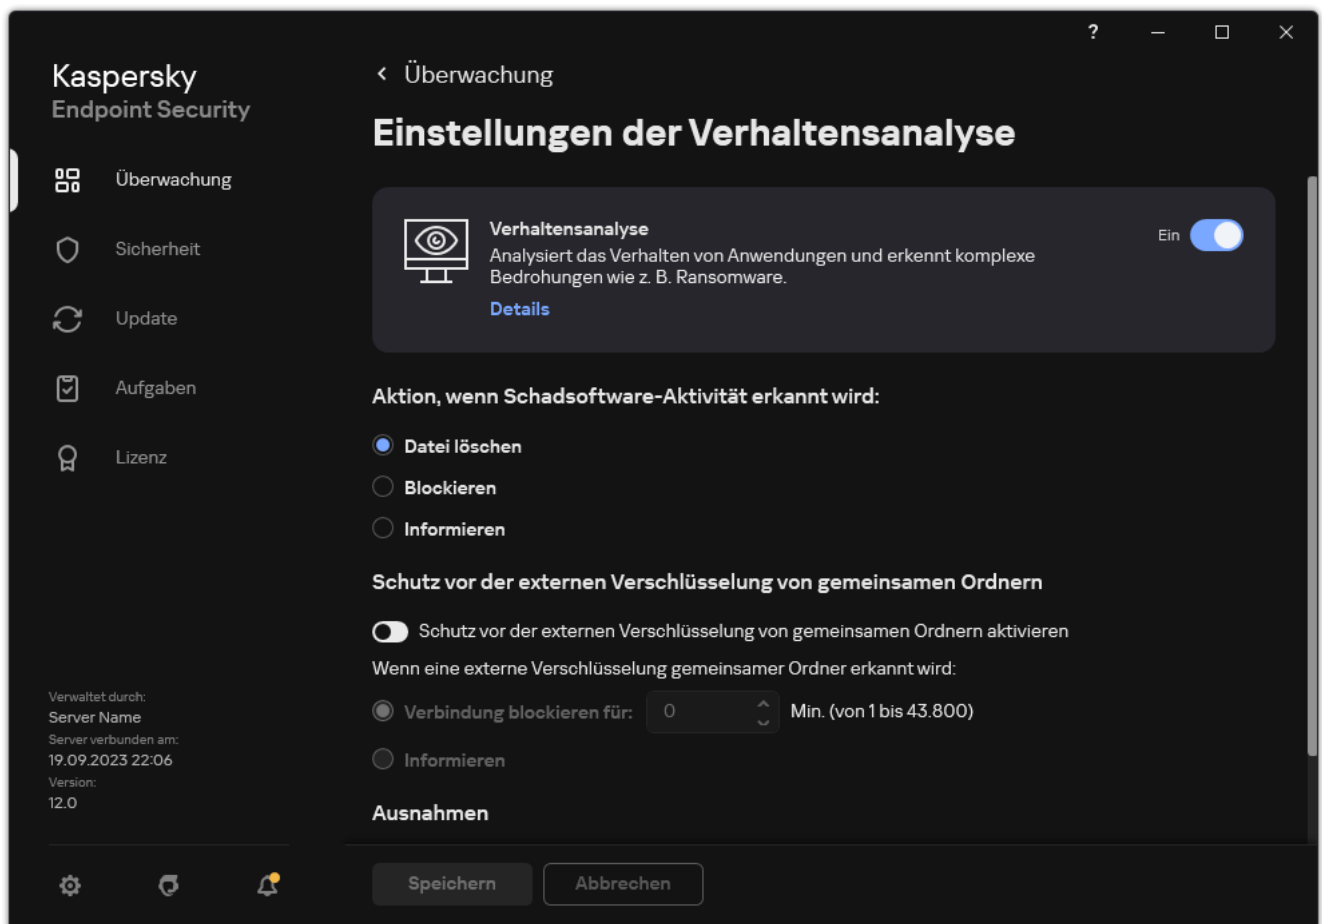 ?
Kaspersky
Endpoint Security
Überwachung
Sicherheit
Update
Aufgaben
Lizenz
Verwaltet durch:
Server Name
Server verbunden am:
19.09.2023 22:06
Version:
12.0
Überwachung
Einstellungen der Verhaltensanalyse
Verhaltensanalyse
Analysiert das Verhalten von Anwendungen und erkennt komplexe
Bedrohungen wie z. B. Ransomware.
Details
Ein
Aktion, wenn Schadsoftware-Aktivität erkannt wird:
Datei löschen
Blockieren
Informieren
Schutz vor der externen Verschlüsselung von gemeinsamen Ordnern
Schutz vor der externen Verschlüsselung von gemeinsamen Ordnern aktivieren
Wenn eine externe Verschlüsselung gemeinsamer Ordner erkannt wird:
Verbindung blockieren für: 0 Min. (von 1 bis 43.800)
Informieren
Ausnahmen
Speichern Abbrechen